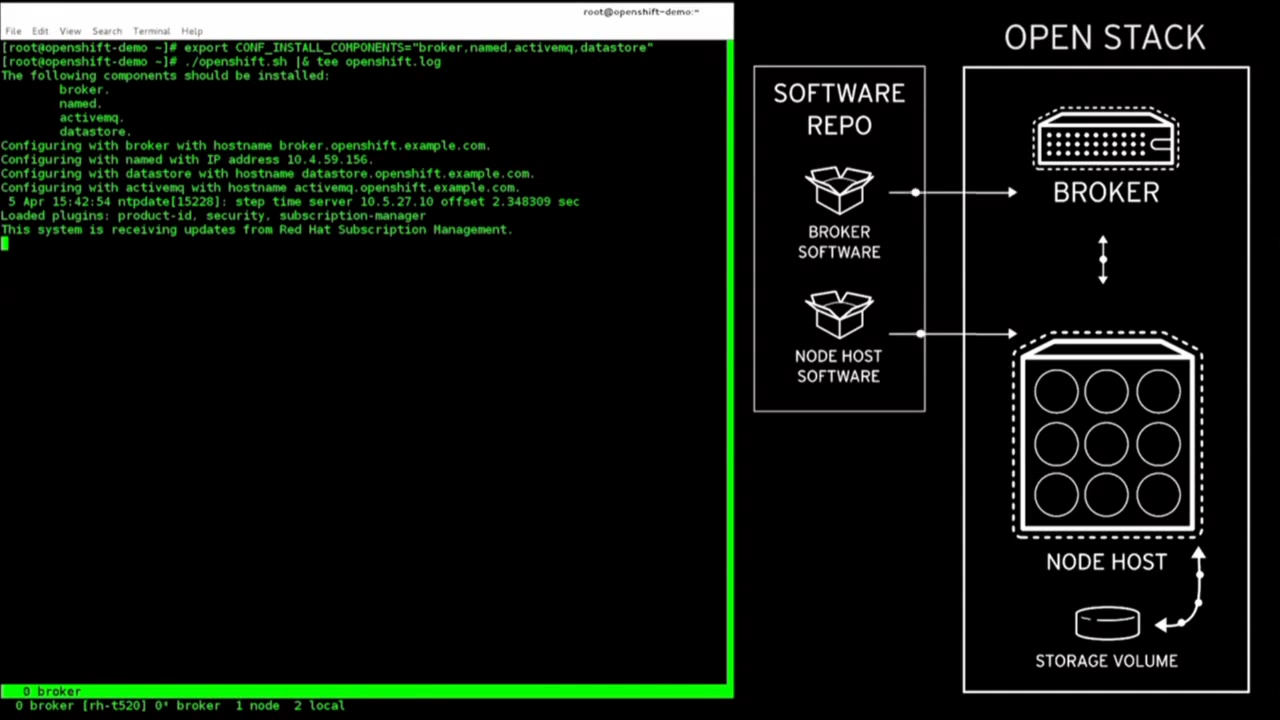 root@openshift-demo:~
File Edit View Search Terminal Help
[root@openshift-demo ~]# export CONF_INSTALL_COMPONENTS="broker,named,activemq,datastore"
[root@openshift-demo ~]# ./openshift.sh |& tee openshift.log
The following components should be installed:
broker.
named.
activemq.
datastore.
Configuring with broker with hostname broker.openshift.example.com.
Configuring with named with IP address 10.4.59.156.
Configuring with datastore with hostname datastore.openshift.example.com.
Configuring with activemq with hostname activemq.openshift.example.com.
5 Apr 15:42:54 ntpdate[15228]: step time server 10.5.27.10 offset 2.348309 sec
Loaded plugins: product-id, security, subscription-manager
This system is receiving updates from Red Hat Subscription Management.
0 broker
0 broker [rh-t520] 0* broker 1 node 2 local
SOFTWARE
REPO
BROKER
SOFTWARE
NODE HOST
SOFTWARE
OPEN STACK
BROKER
NODE HOST
STORAGE VOLUME